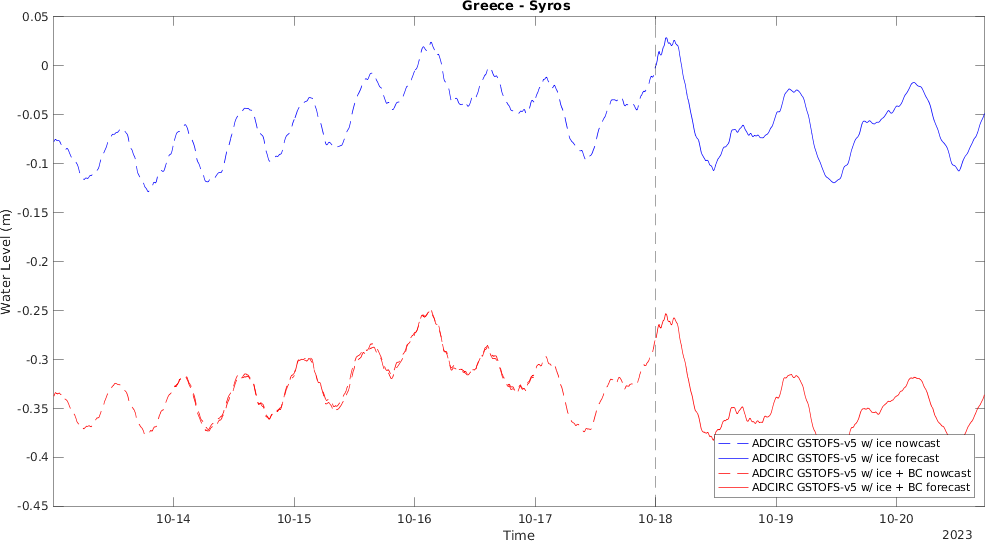 Greece - Syros
0.05
0
-0.05
-0.1
-0.15
-0.2
-0.25
-0.3
-0.35
-0.4
-0.45
Water Level (m)
ADCIRC GSTOFS-v5 w/ ice nowcast
ADCIRC GSTOFS-v5 w/ ice forecast
ADCIRC GSTOFS-v5 w/ ice + BC nowcast
ADCIRC GSTOFS-v5 w/ ice + BC forecast
10-14 10-15 10-16 10-17 10-18 10-19 10-20
Time
2023